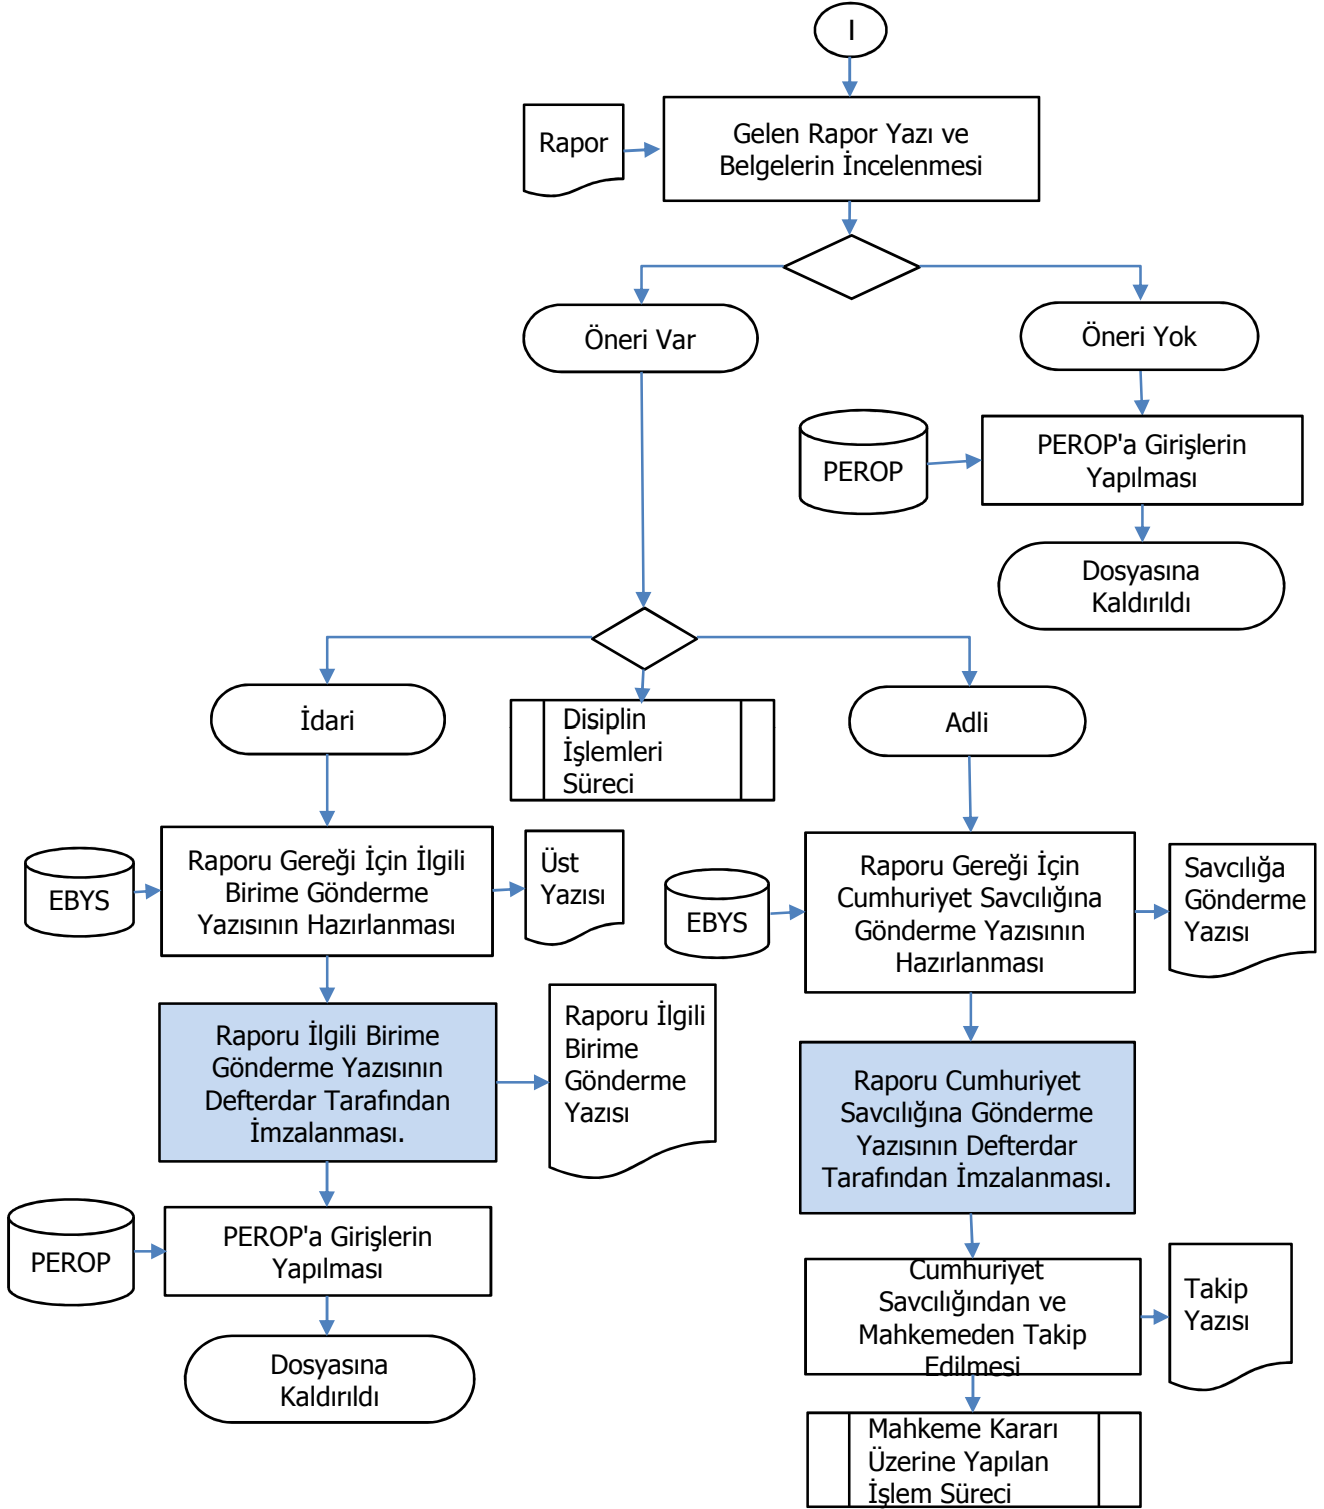 I
Rapor
Gelen Rapor Yazı ve
Belgelerin İncelenmesi
Öneri Var
Öneri Yok
PEROP
PEROP'a Girişlerin
Yapılması
Dosyasına
Kaldırıldı
İdari
Disiplin
İşlemleri
Süreci
Adli
EBYS
Raporu Gereği İçin İlgili
Birime Gönderme
Yazısının Hazırlanması
Üst
Yazısı
EBYS
Raporu Gereği İçin
Cumhuriyet Savcılığına
Gönderme Yazısının
Hazırlanması
Savcılığa
Gönderme
Yazısı
Raporu İlgili Birime
Gönderme Yazısının
Defterdar Tarafından
İmzalanması.
Raporu İlgili
Birime
Gönderme
Yazısı
Raporu Cumhuriyet
Savcılığına Gönderme
Yazısının Defterdar
Tarafından İmzalanması.
PEROP
PEROP'a Girişlerin
Yapılması
Cumhuriyet
Savcılığından ve
Mahkemeden Takip
Edilmesi
Takip
Yazısı
Dosyasına
Kaldırıldı
Mahkeme Kararı
Üzerine Yapılan
İşlem Süreci